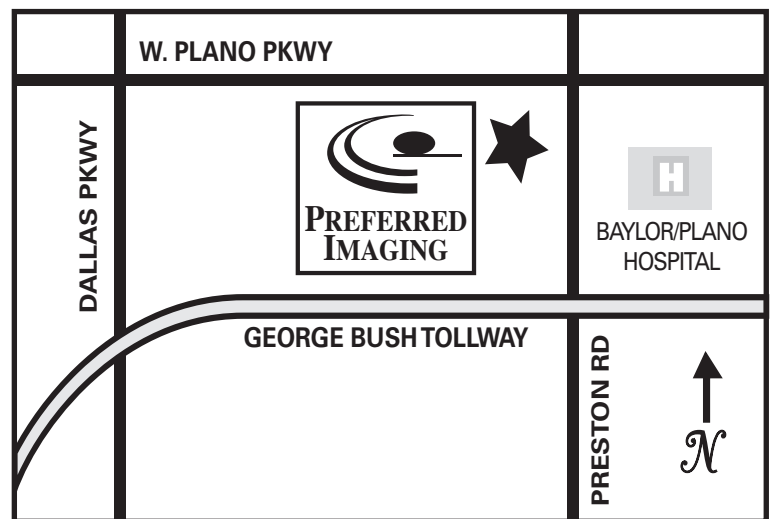 W. PLANO PKWY
DALLAS PKWY
PREFERRED
IMAGING
H
BAYLOR/PLANO
HOSPITAL
GEORGE BUSH TOLLWAY
PRESTON RD
N